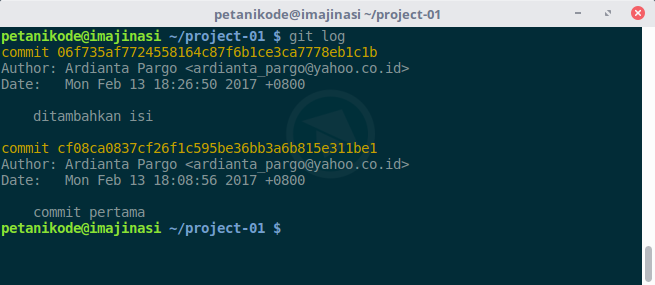 petanikode@imajinasi ~/project-01
petanikode@imajinasi ~/project-01 $ git log
commit 06f735af7724558164c87f6b1ce3ca7778eb1c1b
Author: Ardianta Pargo <ardianta_pargo@yahoo.co.id>
Date:   Mon Feb 13 18:26:50 2017 +0800
    ditambahkan isi
commit cf08ca0837cf26f1c595be36bb3a6b815e311be1
Author: Ardianta Pargo <ardianta_pargo@yahoo.co.id>
Date:   Mon Feb 13 18:08:56 2017 +0800
    commit pertama
petanikode@imajinasi ~/project-01 $